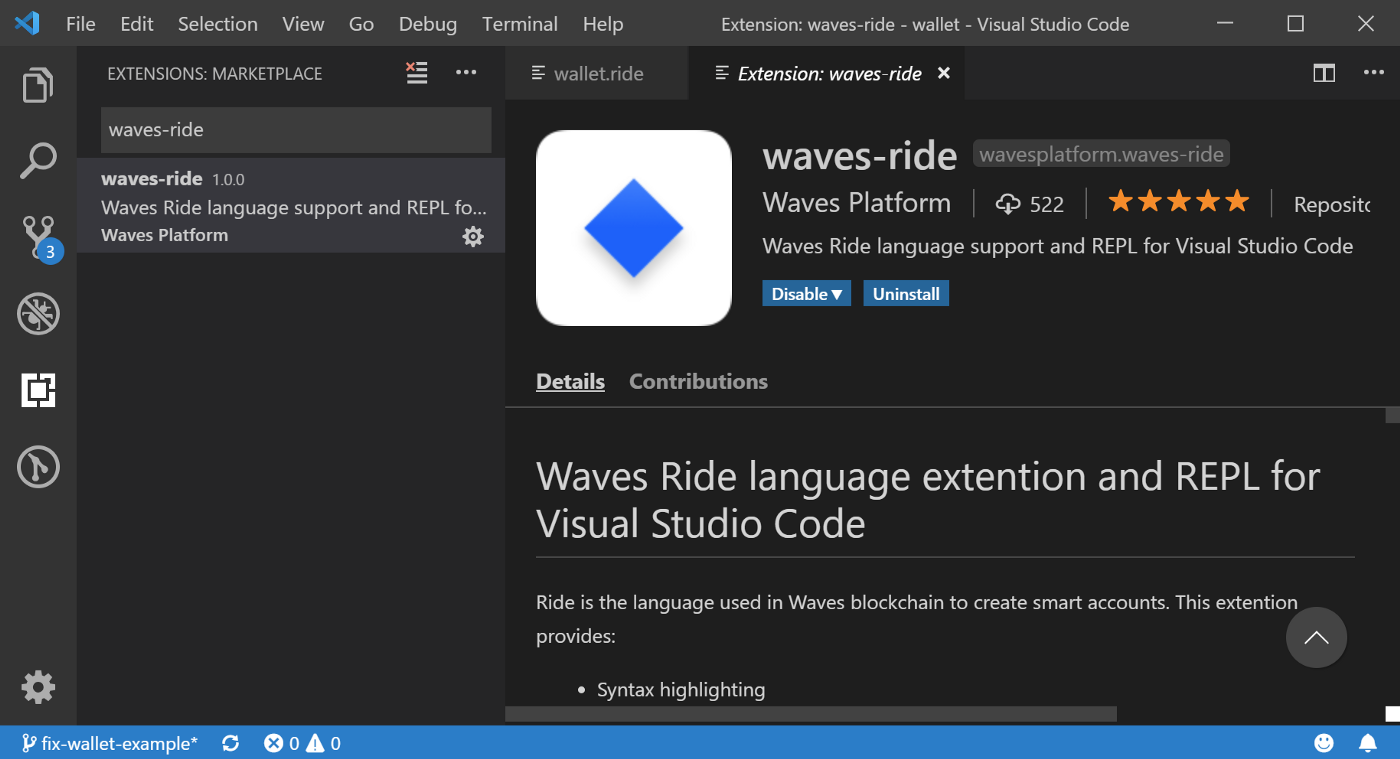 File Edit Selection View Go Debug Terminal Help Extension: waves-ride - wallet - Visual Studio Code
EXTENSIONS: MARKETPLACE
waves-ride
waves-ride 1.0.0
Waves Ride language support and REPL fo...
Waves Platform
3
wallet.ride Extension: waves-ride
waves-ride wavesplatform.waves-ride
Waves Platform 522 Reposito
Waves Ride language support and REPL for Visual Studio Code
Disable Uninstall
Details Contributions
Waves Ride language extention and REPL for
Visual Studio Code
Ride is the language used in Waves blockchain to create smart accounts. This extention
provides:
• Syntax highlighting
fix-wallet-example* 0 0